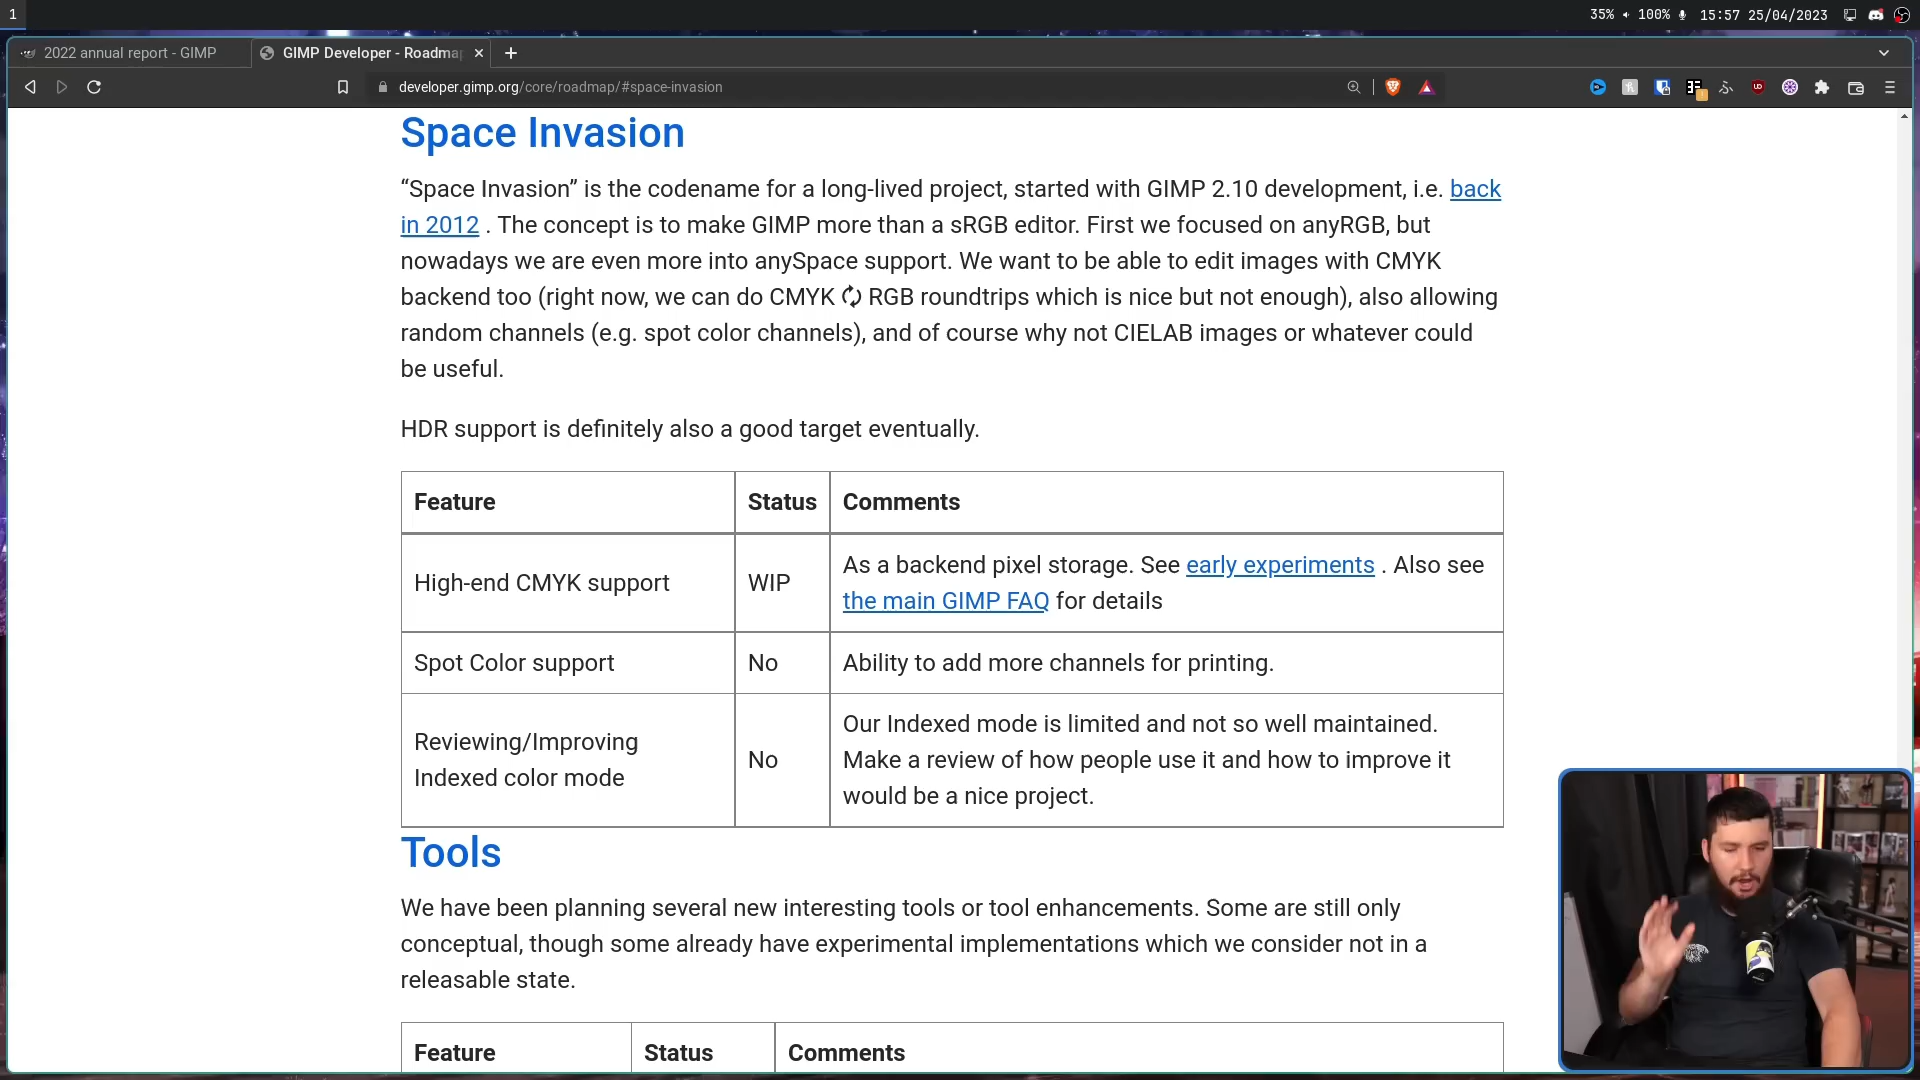 1
35% 100% 15:57 25/04/2023
2022 annual report - GIMP
GIMP Developer - Roadmap
developer.gimp.org/core/roadmap/#space-invasion
Space Invasion
“Space Invasion” is the codename for a long-lived project, started with GIMP 2.10 development, i.e. back
in 2012 . The concept is to make GIMP more than a sRGB editor. First we focused on anyRGB, but
nowadays we are even more into anySpace support. We want to be able to edit images with CMYK
backend too (right now, we can do CMYK 🗘 RGB roundtrips which is nice but not enough), also allowing
random channels (e.g. spot color channels), and of course why not CIELAB images or whatever could
be useful.
HDR support is definitely also a good target eventually.
Feature Status Comments
High-end CMYK support WIP As a backend pixel storage. See early experiments . Also see
the main GIMP FAQ for details
Spot Color support No Ability to add more channels for printing.
Reviewing/Improving
Indexed color mode
No
Our Indexed mode is limited and not so well maintained.
Make a review of how people use it and how to improve it
would be a nice project.
Tools
We have been planning several new interesting tools or tool enhancements. Some are still only
conceptual, though some already have experimental implementations which we consider not in a
releasable state.
Feature Status Comments